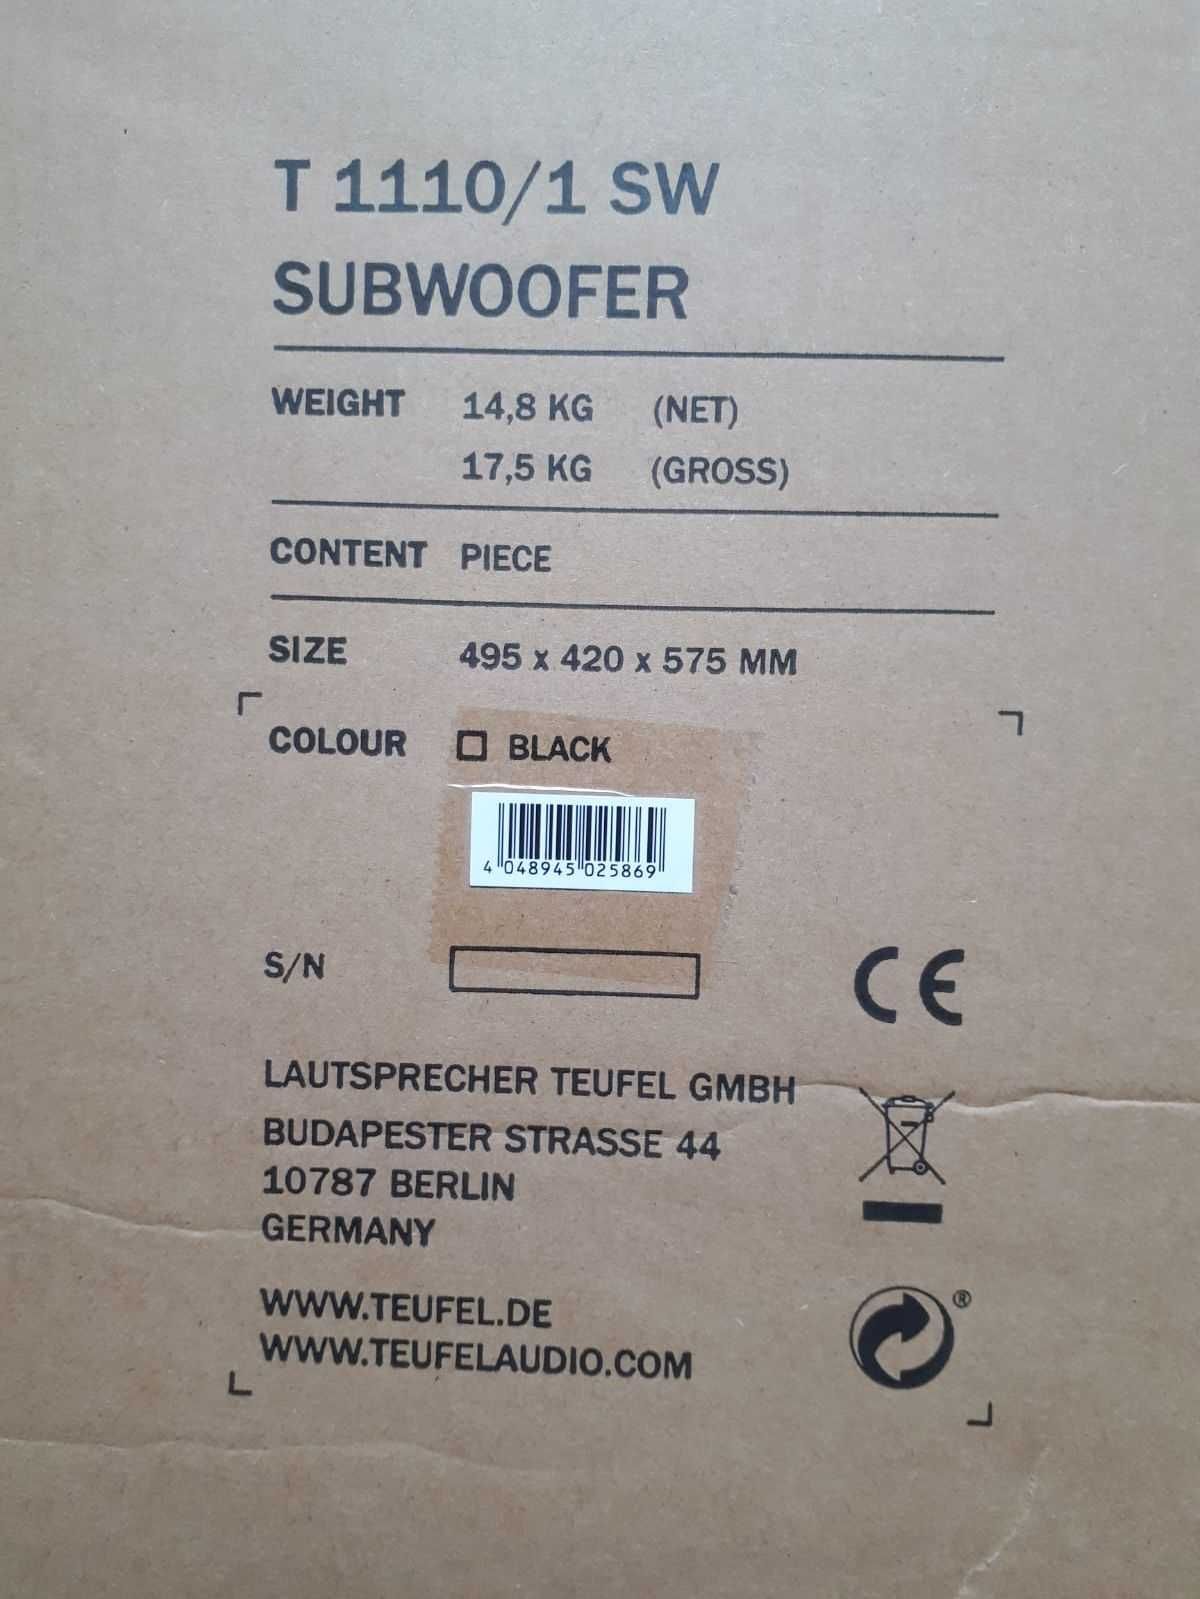 T 1110/1 SW
SUBWOOFER
WEIGHT 14,8 KG (NET)
17,5 KG (GROSS)
CONTENT PIECE
SIZE 495 x 420 x 575 MM
COLOUR BLACK
4 048945 025869
S/N
CE
LAUTSPRECHER TEUFEL GMBH
BUDAPESTER STRASSE 44
10787 BERLIN
GERMANY
WWW.TEUFEL.DE
WWW.TEUFELAUDIO.COM
®